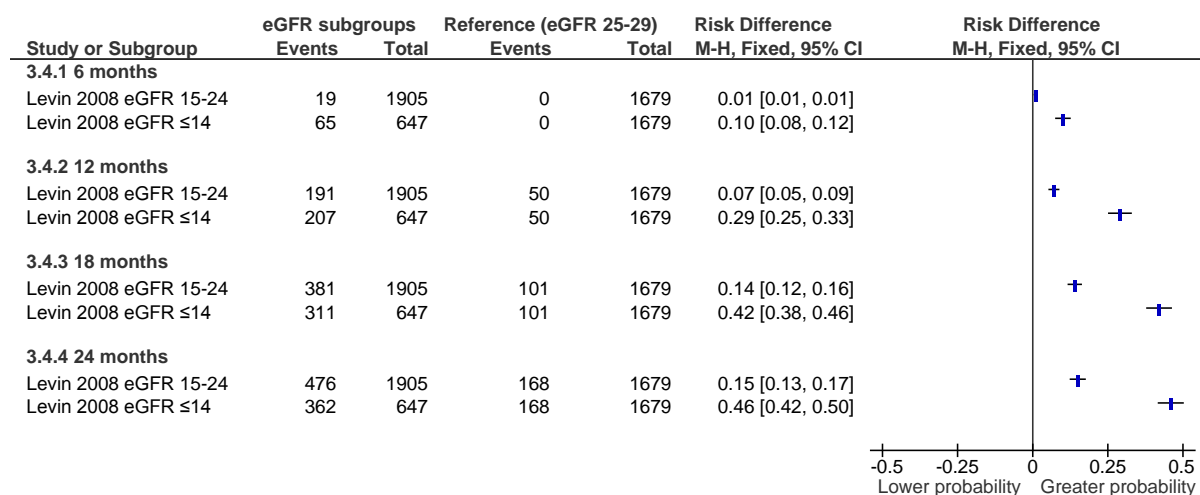 eGFR subgroups Reference (eGFR 25-29) Risk Difference Risk Difference
Study or Subgroup Events Total Events Total M-H, Fixed, 95% CI M-H, Fixed, 95% CI
3.4.1 6 months
Levin 2008 eGFR 15-24 19 1905 0 1679 0.01 [0.01, 0.01]
Levin 2008 eGFR ≤14 65 647 0 1679 0.10 [0.08, 0.12]
3.4.2 12 months
Levin 2008 eGFR 15-24 191 1905 50 1679 0.07 [0.05, 0.09]
Levin 2008 eGFR ≤14 207 647 50 1679 0.29 [0.25, 0.33]
3.4.3 18 months
Levin 2008 eGFR 15-24 381 1905 101 1679 0.14 [0.12, 0.16]
Levin 2008 eGFR ≤14 311 647 101 1679 0.42 [0.38, 0.46]
3.4.4 24 months
Levin 2008 eGFR 15-24 476 1905 168 1679 0.15 [0.13, 0.17]
Levin 2008 eGFR ≤14 362 647 168 1679 0.46 [0.42, 0.50]
-0.5 -0.25 0 0.25 0.5
Lower probability Greater probability